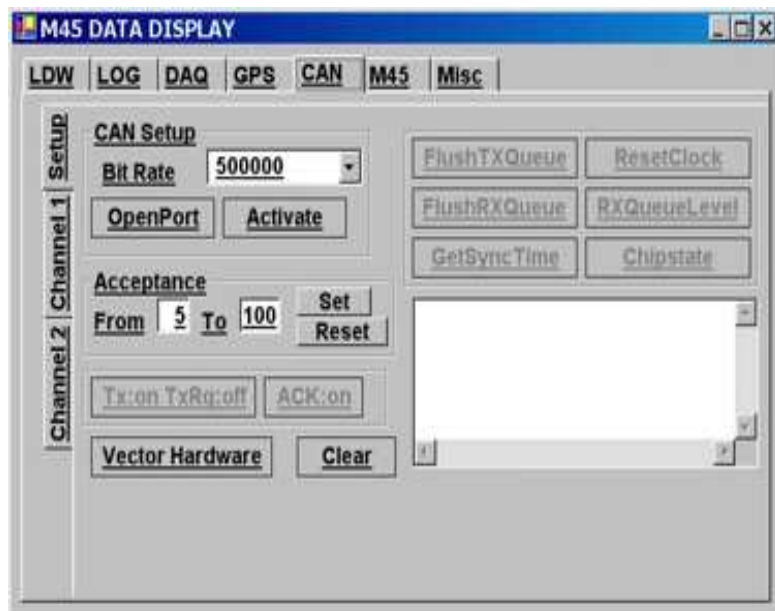 M45 DATA DISPLAY
LDW LOG DAQ GPS CAN M45 Misc
Setup
Channel 1
Channel 2
CAN Setup
Bit Rate 500000
OpenPort Activate
Acceptance
From 5 To 100 Set
Reset
Tx:on TxRq:off ACK:on
Vector Hardware Clear
FlushTXQueue ResetClock
FlushRXQueue RXQueueLevel
GetSyncTime Chipstate